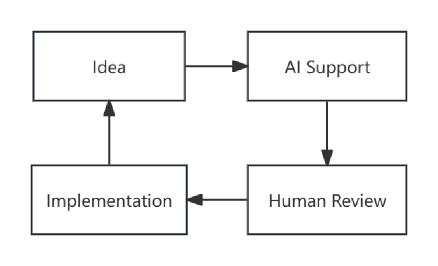 Idea
AI Support
Implementation
Human Review